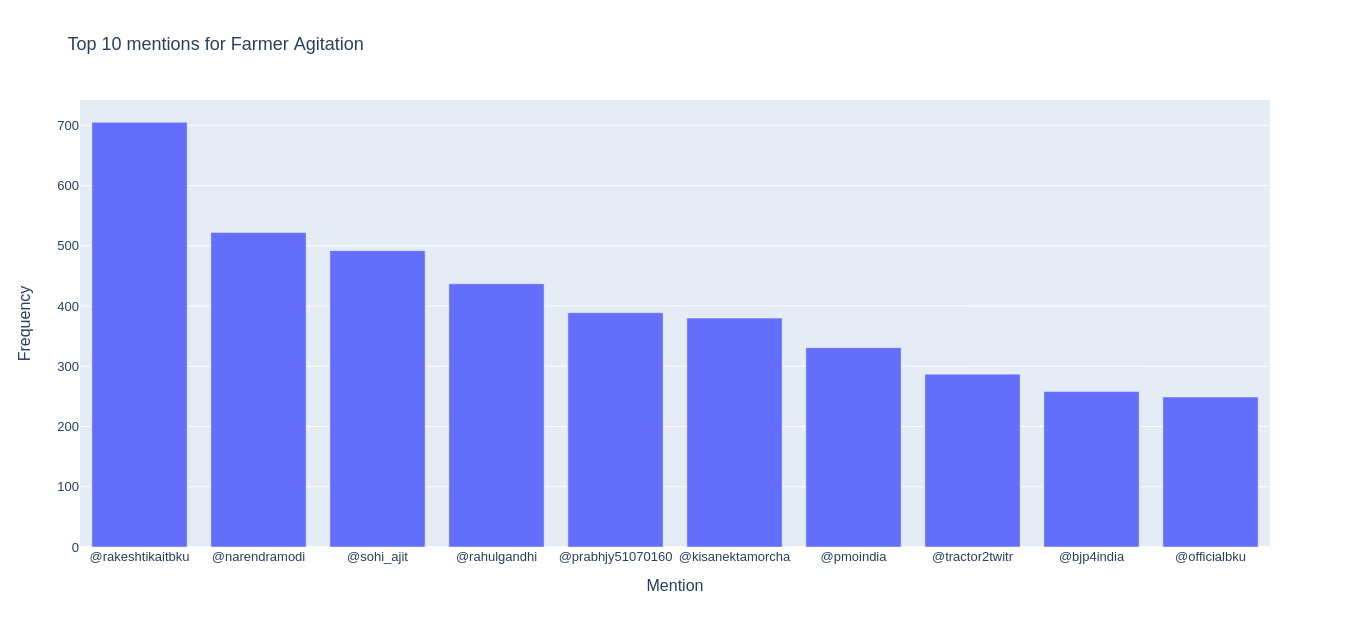 Top 10 mentions for Farmer Agitation
700
600
500
400
300
200
100
0
Frequency
@rakeshtikaitbku @narendramodi @sohi_ajit @rahulgandhi @prabhjy51070160 @kisanektamorcha @pmoindia @tractor2twitr @bjp4india @officialbku
Mention